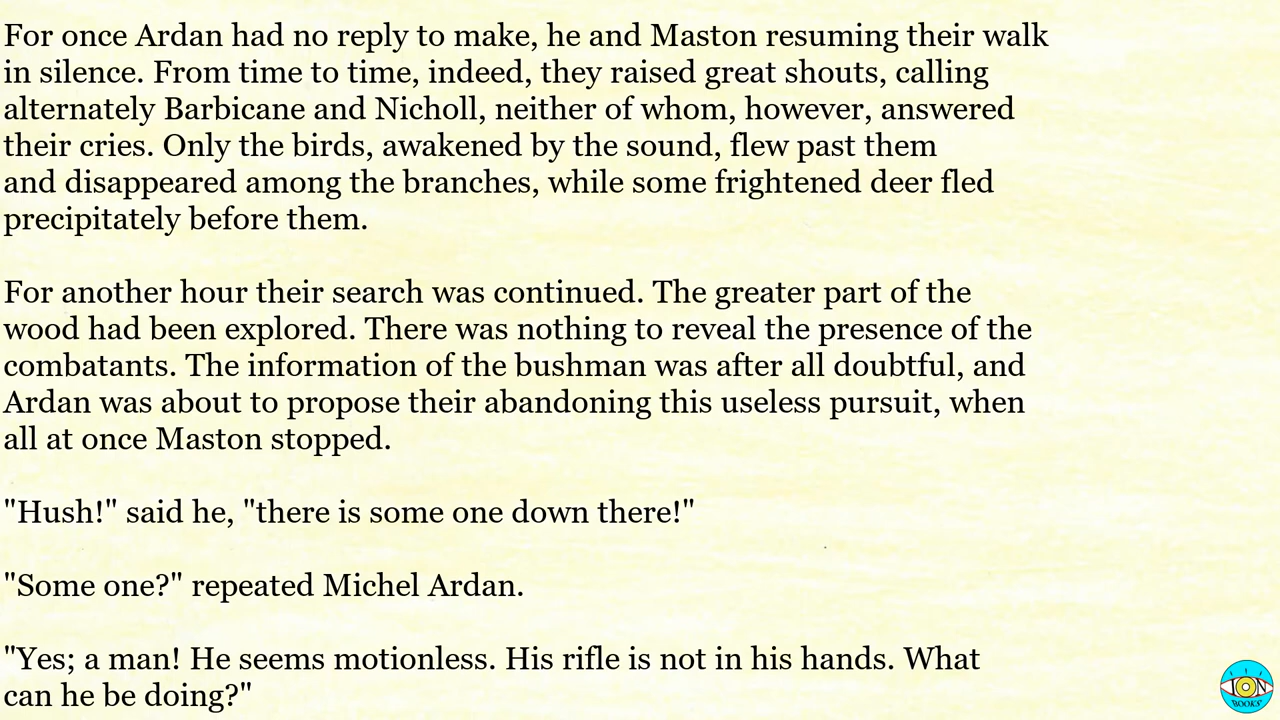 For once Ardan had no reply to make, he and Maston resuming their walk
in silence. From time to time, indeed, they raised great shouts, calling
alternately Barbicane and Nicholl, neither of whom, however, answered
their cries. Only the birds, awakened by the sound, flew past them
and disappeared among the branches, while some frightened deer fled
precipitately before them.
For another hour their search was continued. The greater part of the
wood had been explored. There was nothing to reveal the presence of the
combatants. The information of the bushman was after all doubtful, and
Ardan was about to propose their abandoning this useless pursuit, when
all at once Maston stopped.
"Hush!" said he, "there is some one down there!"
"Some one?" repeated Michel Ardan.
"Yes; a man! He seems motionless. His rifle is not in his hands. What
can he be doing?"
ION
BOOKS